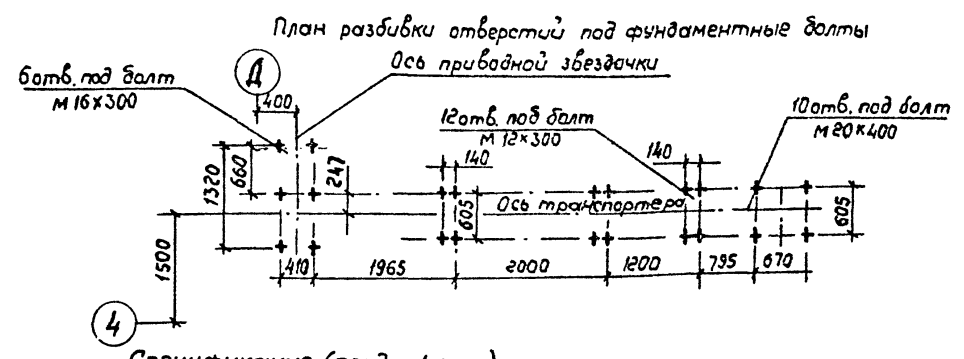 План разбивки отверстий под фундаментные болты
Д
Ось приводной звездочки
6отв. под болт
М16×300
400
12отв. под болт
М12×300
10отв. под болт
М20×400
140
140
1320
660
247
605
Ось транспортера
605
1500
410
1965
2000
1200
795
670
4